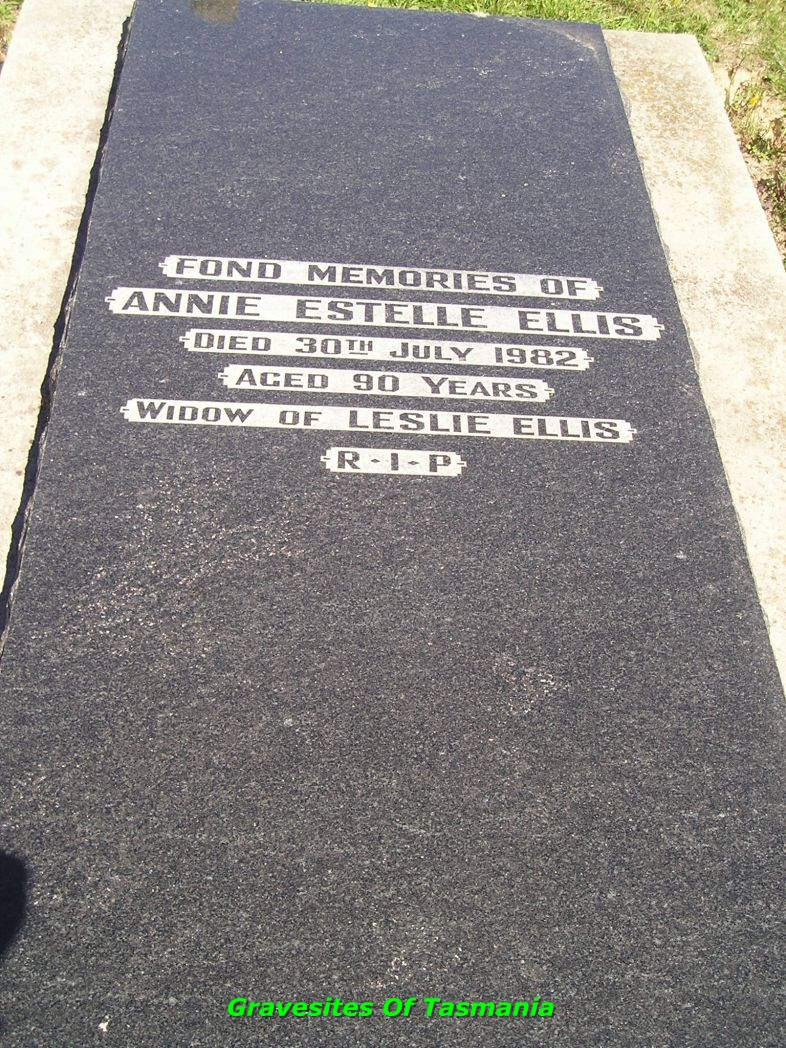 FOND MEMORIES OF
ANNIE ESTELLE ELLIS
DIED 30TH JULY 1982
AGED 90 YEARS
WIDOW OF LESLIE ELLIS
R·I·P
Gravesites Of Tasmania